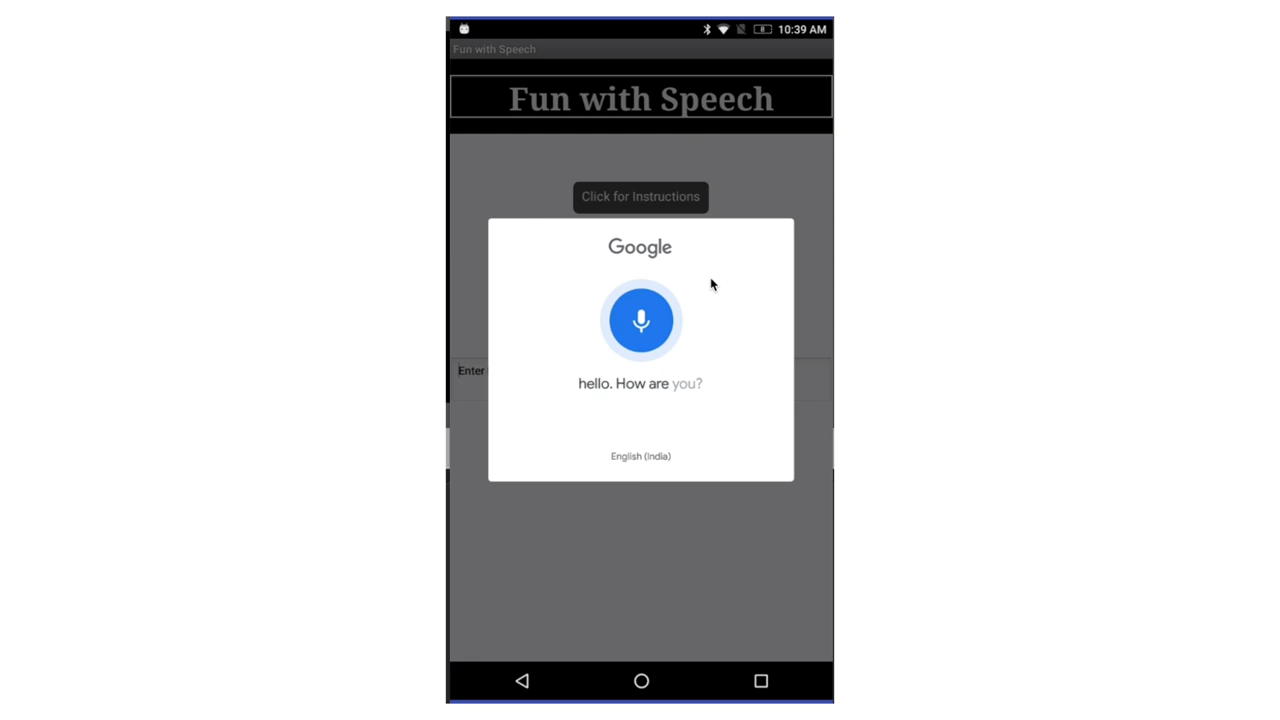 10:39 AM
Fun with Speech
Fun with Speech
Click for Instructions
Google
hello. How are you?
Enter
English (India)